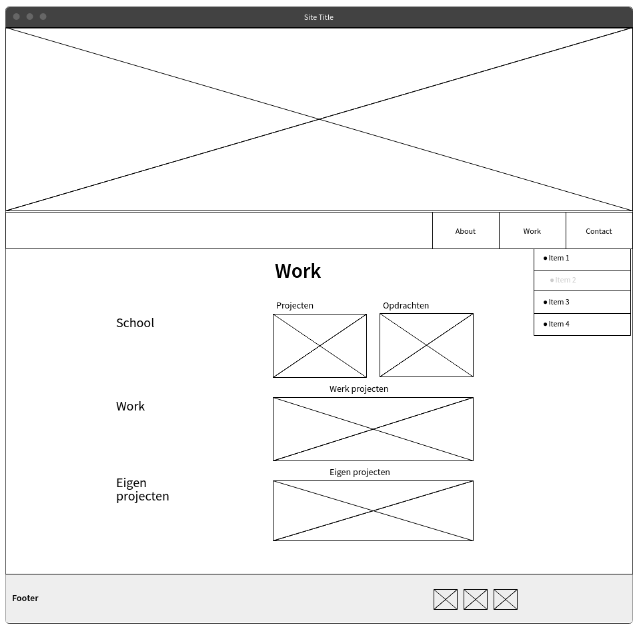 Site Title
About
Work
Contact
Item 1
Item 2
Item 3
Item 4
Work
Projecten
Opdrachten
School
Werk projecten
Work
Eigen projecten
Eigen
projecten
Footer